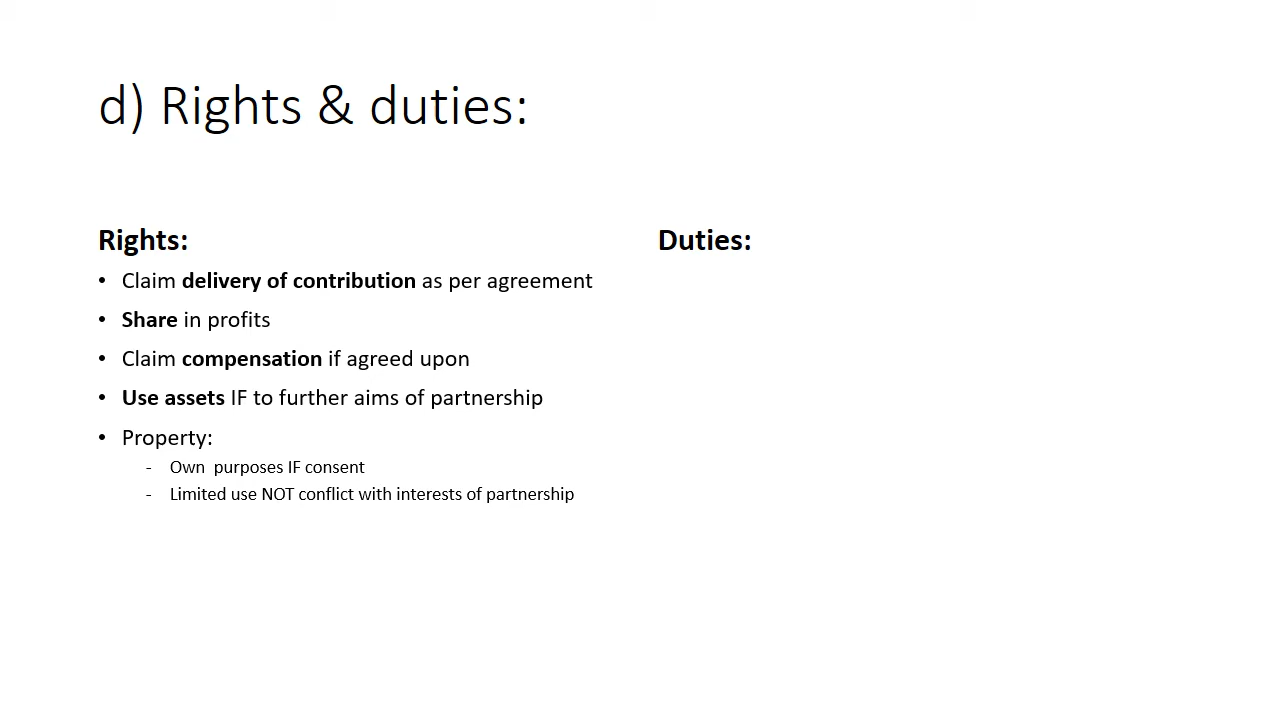 d) Rights & duties:
Rights:
• Claim delivery of contribution as per agreement
• Share in profits
• Claim compensation if agreed upon
• Use assets IF to further aims of partnership
• Property:
- Own  purposes IF consent
- Limited use NOT conflict with interests of partnership
Duties: